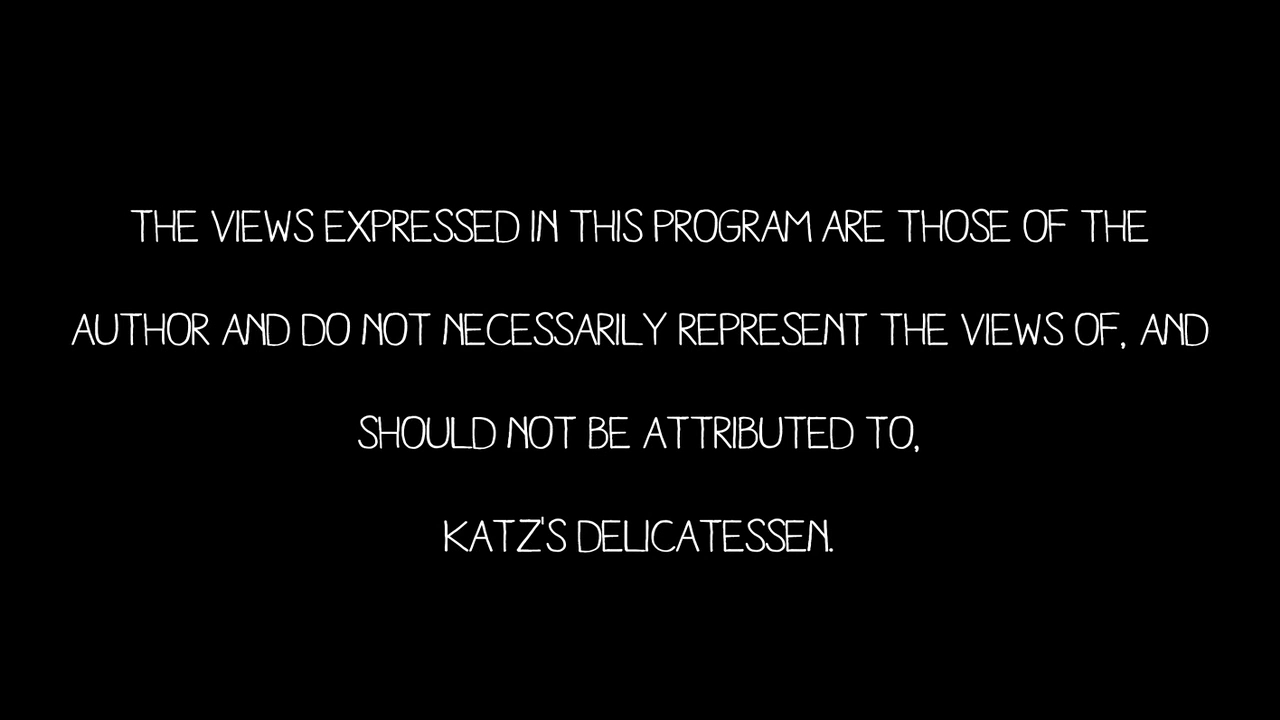 THE VIEWS EXPRESSED IN THIS PROGRAM ARE THOSE OF THE
AUTHOR AND DO NOT NECESSARILY REPRESENT THE VIEWS OF, AND
SHOULD NOT BE ATTRIBUTED TO,
KATZ'S DELICATESSEN.